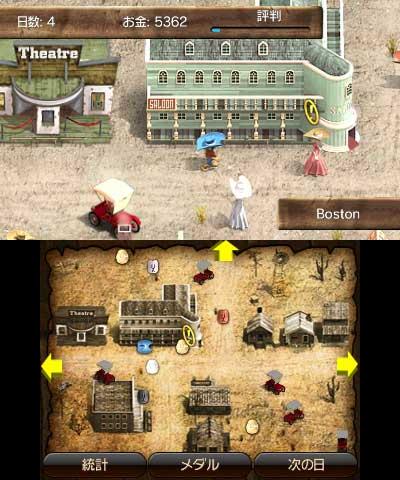 日数: 4
お金: 5362
評判
Theatre
SALOON
Boston
Theatre
統計
メダル
次の日